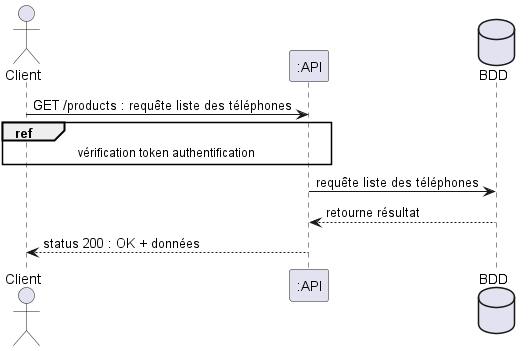 Client
:API
BDD
GET /products : requête liste des téléphones
ref
vérification token authentification
requête liste des téléphones
retourne résultat
status 200 : OK + données
Client
:API
BDD